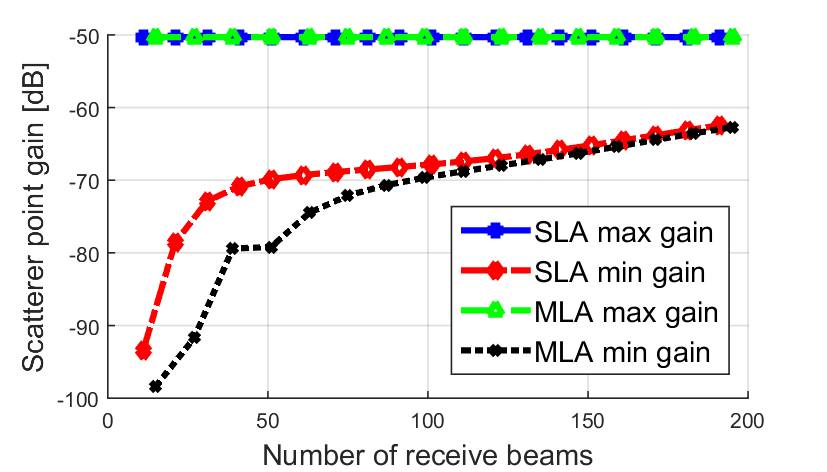 Scatterer point gain [dB]
-50
-60
-70
-80
-90
-100
0
50
100
150
200
Number of receive beams
SLA max gain
SLA min gain
MLA max gain
MLA min gain